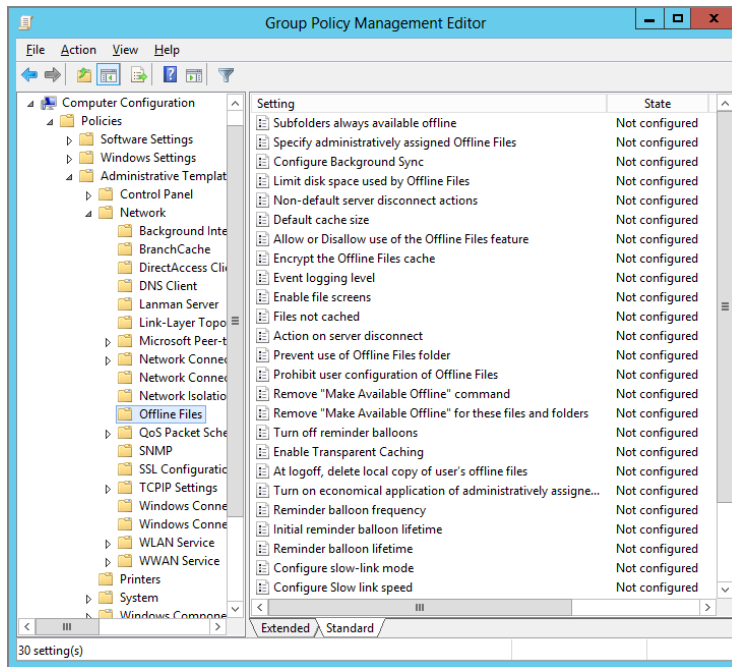 Group Policy Management Editor
File Action View Help
Computer Configuration
Policies
Software Settings
Windows Settings
Administrative Templat
Control Panel
Network
Background Inte
BranchCache
DirectAccess Clie
DNS Client
Lanman Server
Link-Layer Topo
Microsoft Peer-t
Network Connec
Network Connec
Network Isolatio
Offline Files
QoS Packet Sche
SNMP
SSL Configuratic
TCPIP Settings
Windows Conne
Windows Conne
WLAN Service
WWAN Service
Printers
System
Windows Compone
Setting State
Subfolders always available offline Not configured
Specify administratively assigned Offline Files Not configured
Configure Background Sync Not configured
Limit disk space used by Offline Files Not configured
Non-default server disconnect actions Not configured
Default cache size Not configured
Allow or Disallow use of the Offline Files feature Not configured
Encrypt the Offline Files cache Not configured
Event logging level Not configured
Enable file screens Not configured
Files not cached Not configured
Action on server disconnect Not configured
Prevent use of Offline Files folder Not configured
Prohibit user configuration of Offline Files Not configured
Remove "Make Available Offline" command Not configured
Remove "Make Available Offline" for these files and folders Not configured
Turn off reminder balloons Not configured
Enable Transparent Caching Not configured
At logoff, delete local copy of user's offline files Not configured
Turn on economical application of administratively assigne... Not configured
Reminder balloon frequency Not configured
Initial reminder balloon lifetime Not configured
Reminder balloon lifetime Not configured
Configure slow-link mode Not configured
Configure Slow link speed Not configured
Extended Standard
30 setting(s)